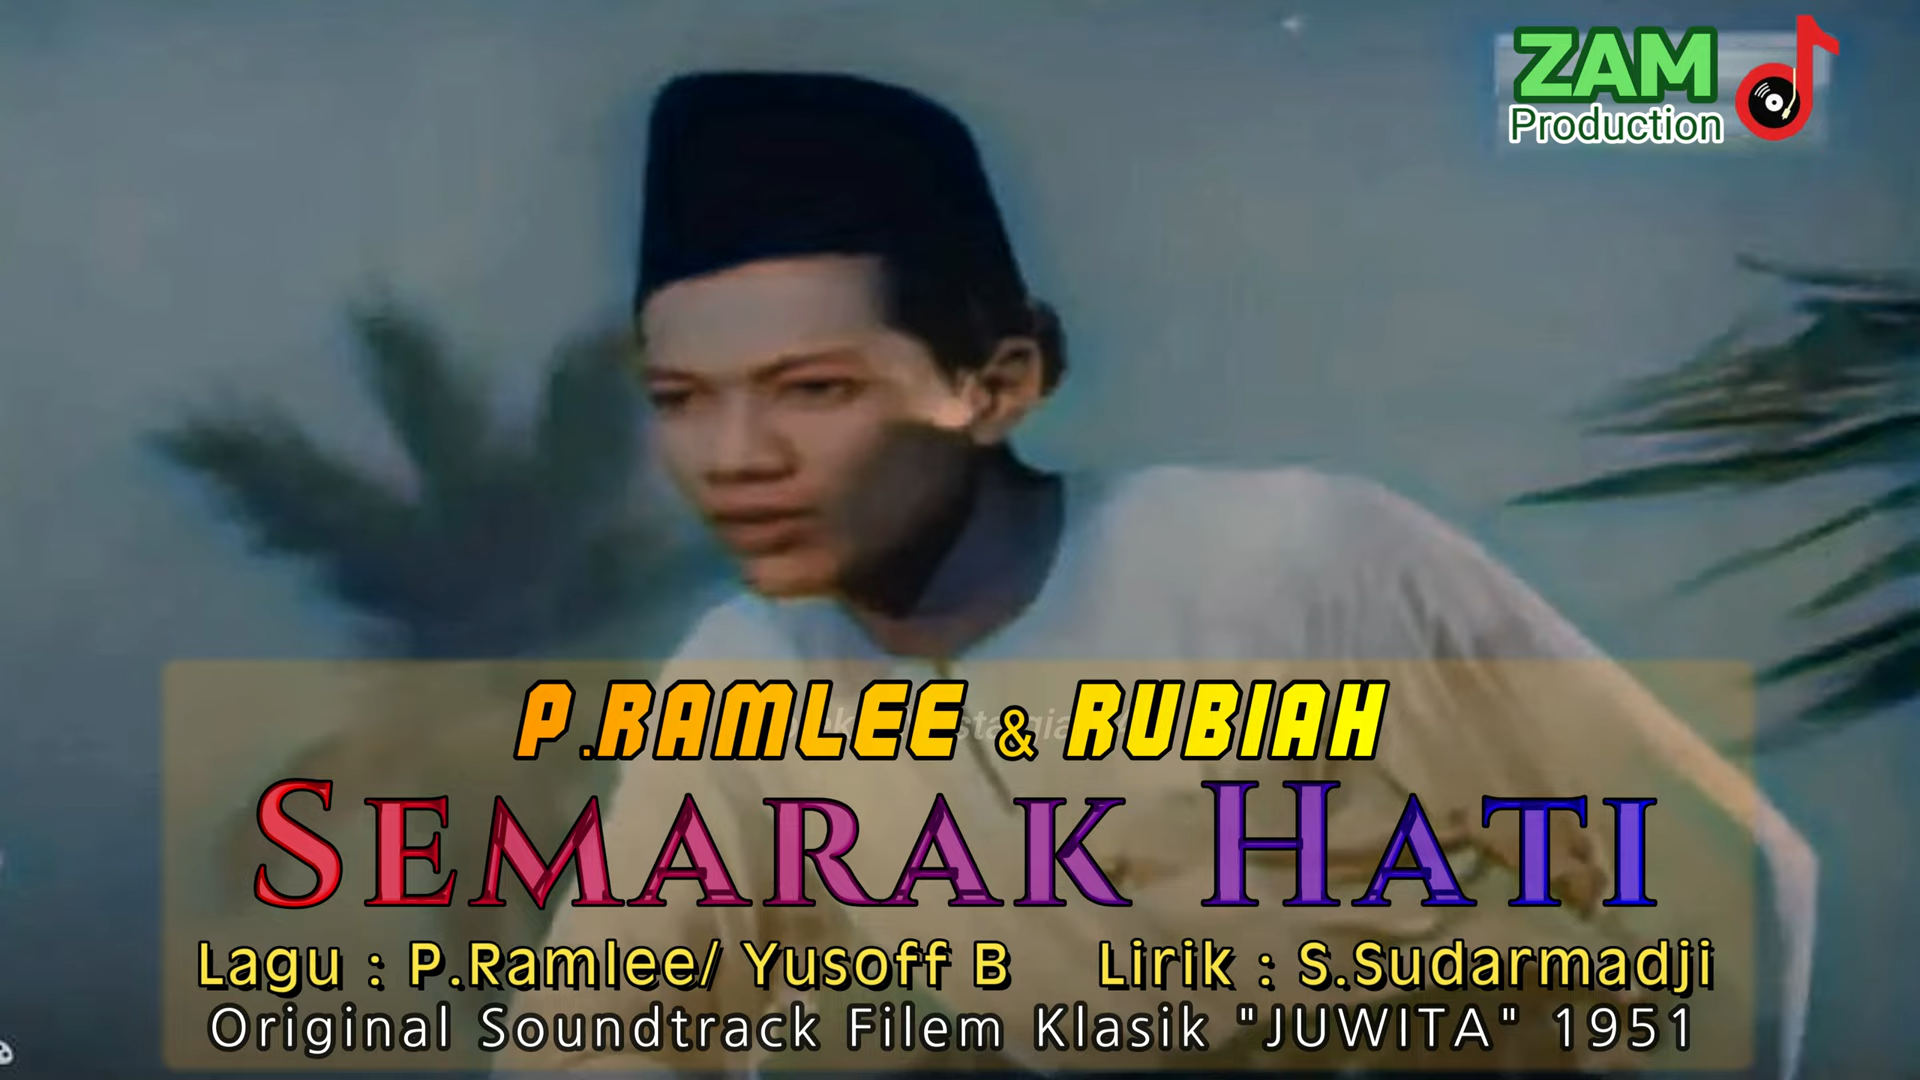 ZAM
Production
P.RAMLEE & RUBIAH
SEMARAK HATI
Lagu : P.Ramlee/ Yusoff B Lirik : S.Sudarmadji
Original Soundtrack Filem Klasik "JUWITA" 1951